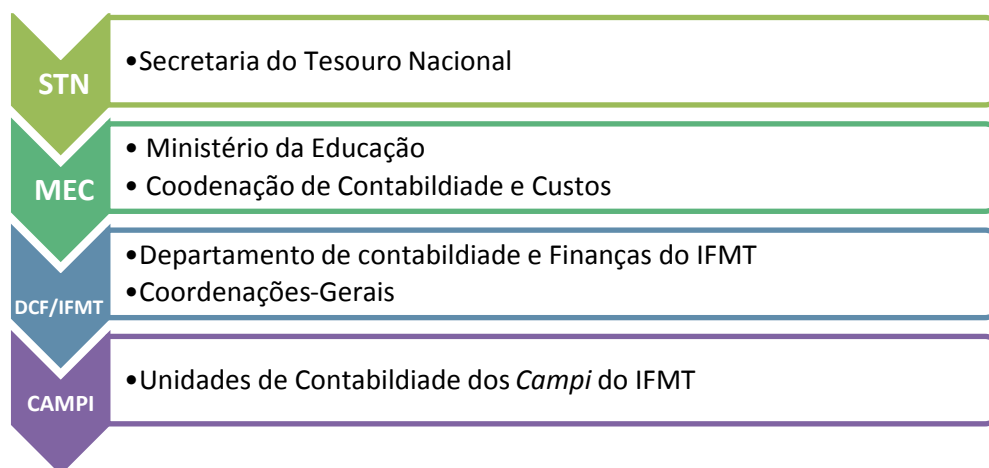 STN
•Secretaria do Tesouro Nacional
MEC
• Ministério da Educação
• Coodenação de Contabildiade e Custos
DCF/IFMT
•Departamento de contabildiade e Finanças do IFMT
•Coordenações-Gerais
CAMPI
•Unidades de Contabildiade dos Campi do IFMT